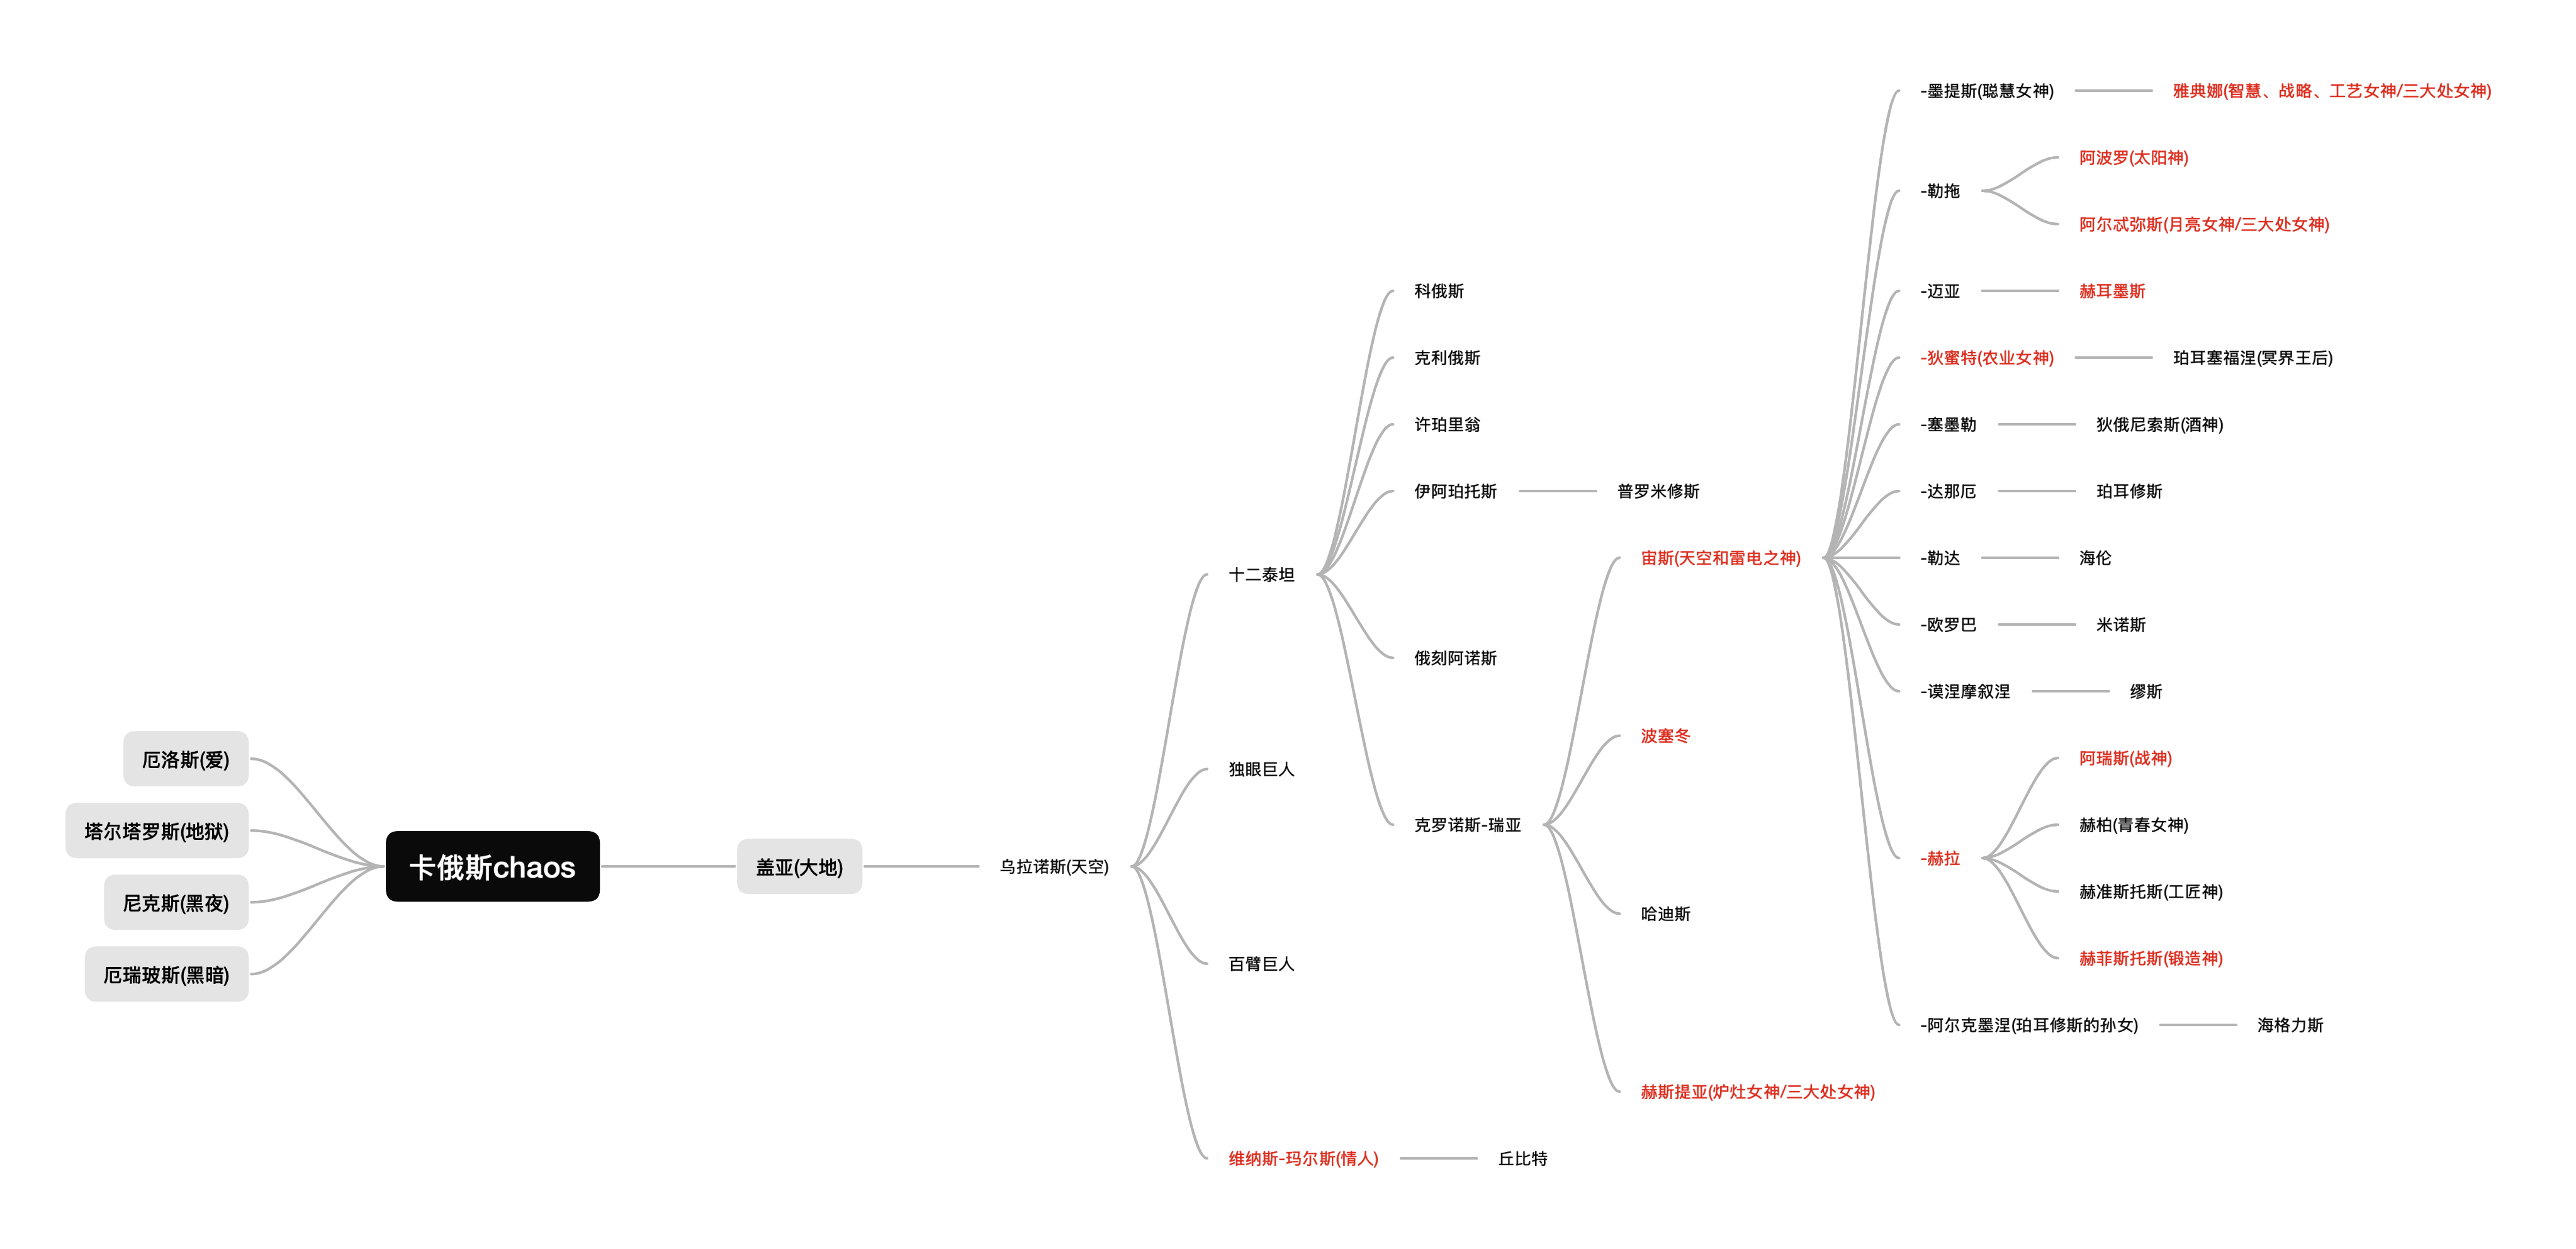 -墨提斯(聪慧女神)
雅典娜(智慧、战略、工艺女神/三大处女神)
-勒拖
阿波罗(太阳神)
阿尔忒弥斯(月亮女神/三大处女神)
科俄斯
-迈亚
赫耳墨斯
克利俄斯
-狄蜜特(农业女神)
珀耳塞福涅(冥界王后)
许珀里翁
-塞墨勒
狄俄尼索斯(酒神)
伊阿珀托斯
普罗米修斯
-达那厄
珀耳修斯
十二泰坦
宙斯(天空和雷电之神)
-勒达
海伦
-欧罗巴
米诺斯
俄刻阿诺斯
-谟涅摩叙涅
缪斯
波塞冬
阿瑞斯(战神)
厄洛斯(爱)
独眼巨人
塔尔塔罗斯(地狱)
克罗诺斯-瑞亚
赫柏(青春女神)
卡俄斯chaos
盖亚(大地)
乌拉诺斯(天空)
-赫拉
尼克斯(黑夜)
哈迪斯
赫准斯托斯(工匠神)
厄瑞玻斯(黑暗)
百臂巨人
赫菲斯托斯(锻造神)
-阿尔克墨涅(珀耳修斯的孙女)
海格力斯
赫斯提亚(炉灶女神/三大处女神)
维纳斯-玛尔斯(情人)
丘比特